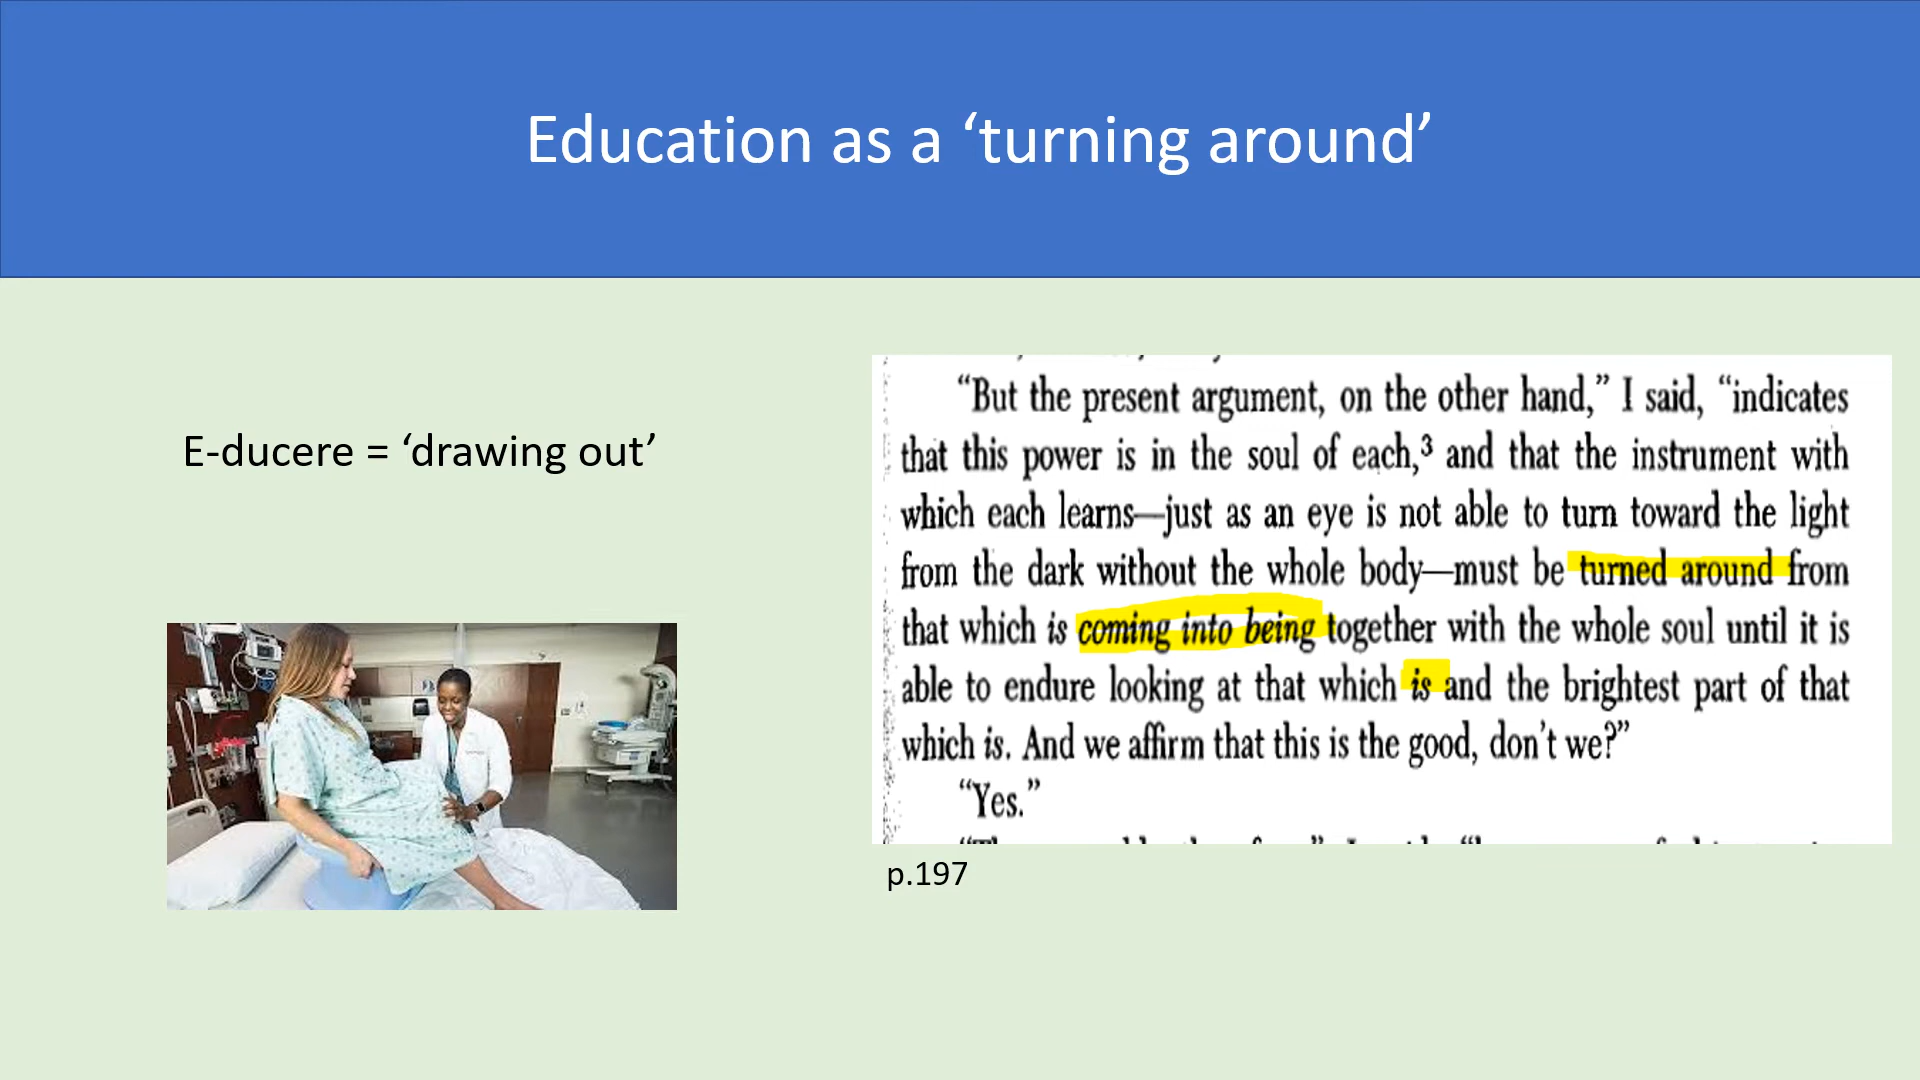 Education as a ‘turning around’
E-ducere = ‘drawing out’
“But the present argument, on the other hand,” I said, “indicates
that this power is in the soul of each,³ and that the instrument with
which each learns—just as an eye is not able to turn toward the light
from the dark without the whole body—must be turned around from
that which is coming into being together with the whole soul until it is
able to endure looking at that which is and the brightest part of that
which is. And we affirm that this is the good, don’t we?”
“Yes.”
p.197